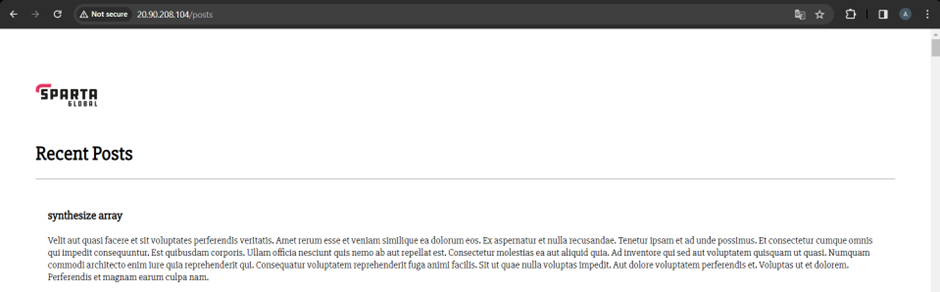 Not secure 20.90.208.104/posts
A
SPARTA
GLOBAL
Recent Posts
synthesize array
Velit aut quasi facere et sit voluptates perferendis veritatis. Amet rerum esse et veniam similique ea dolorum eos. Ex aspernatur et nulla recusandae. Tenetur ipsam et ad unde possimus. Et consectetur cumque omnis
qui impedit consequuntur. Est quibusdam corporis. Ullam officia nesciunt quis nemo ab aut repellat est. Consectetur molestias ea aut aliquid quia. Ad inventore qui sed aut voluptatem quisquam ut quasi. Numquam
commodi architecto enim iure quia reprehenderit qui. Consequatur voluptatem reprehenderit fuga animi facilis. Sit ut quae nulla voluptas impedit. Aut dolore voluptatem perferendis et. Voluptas ut et dolorem.
Perferendis et magnam earum culpa nam.